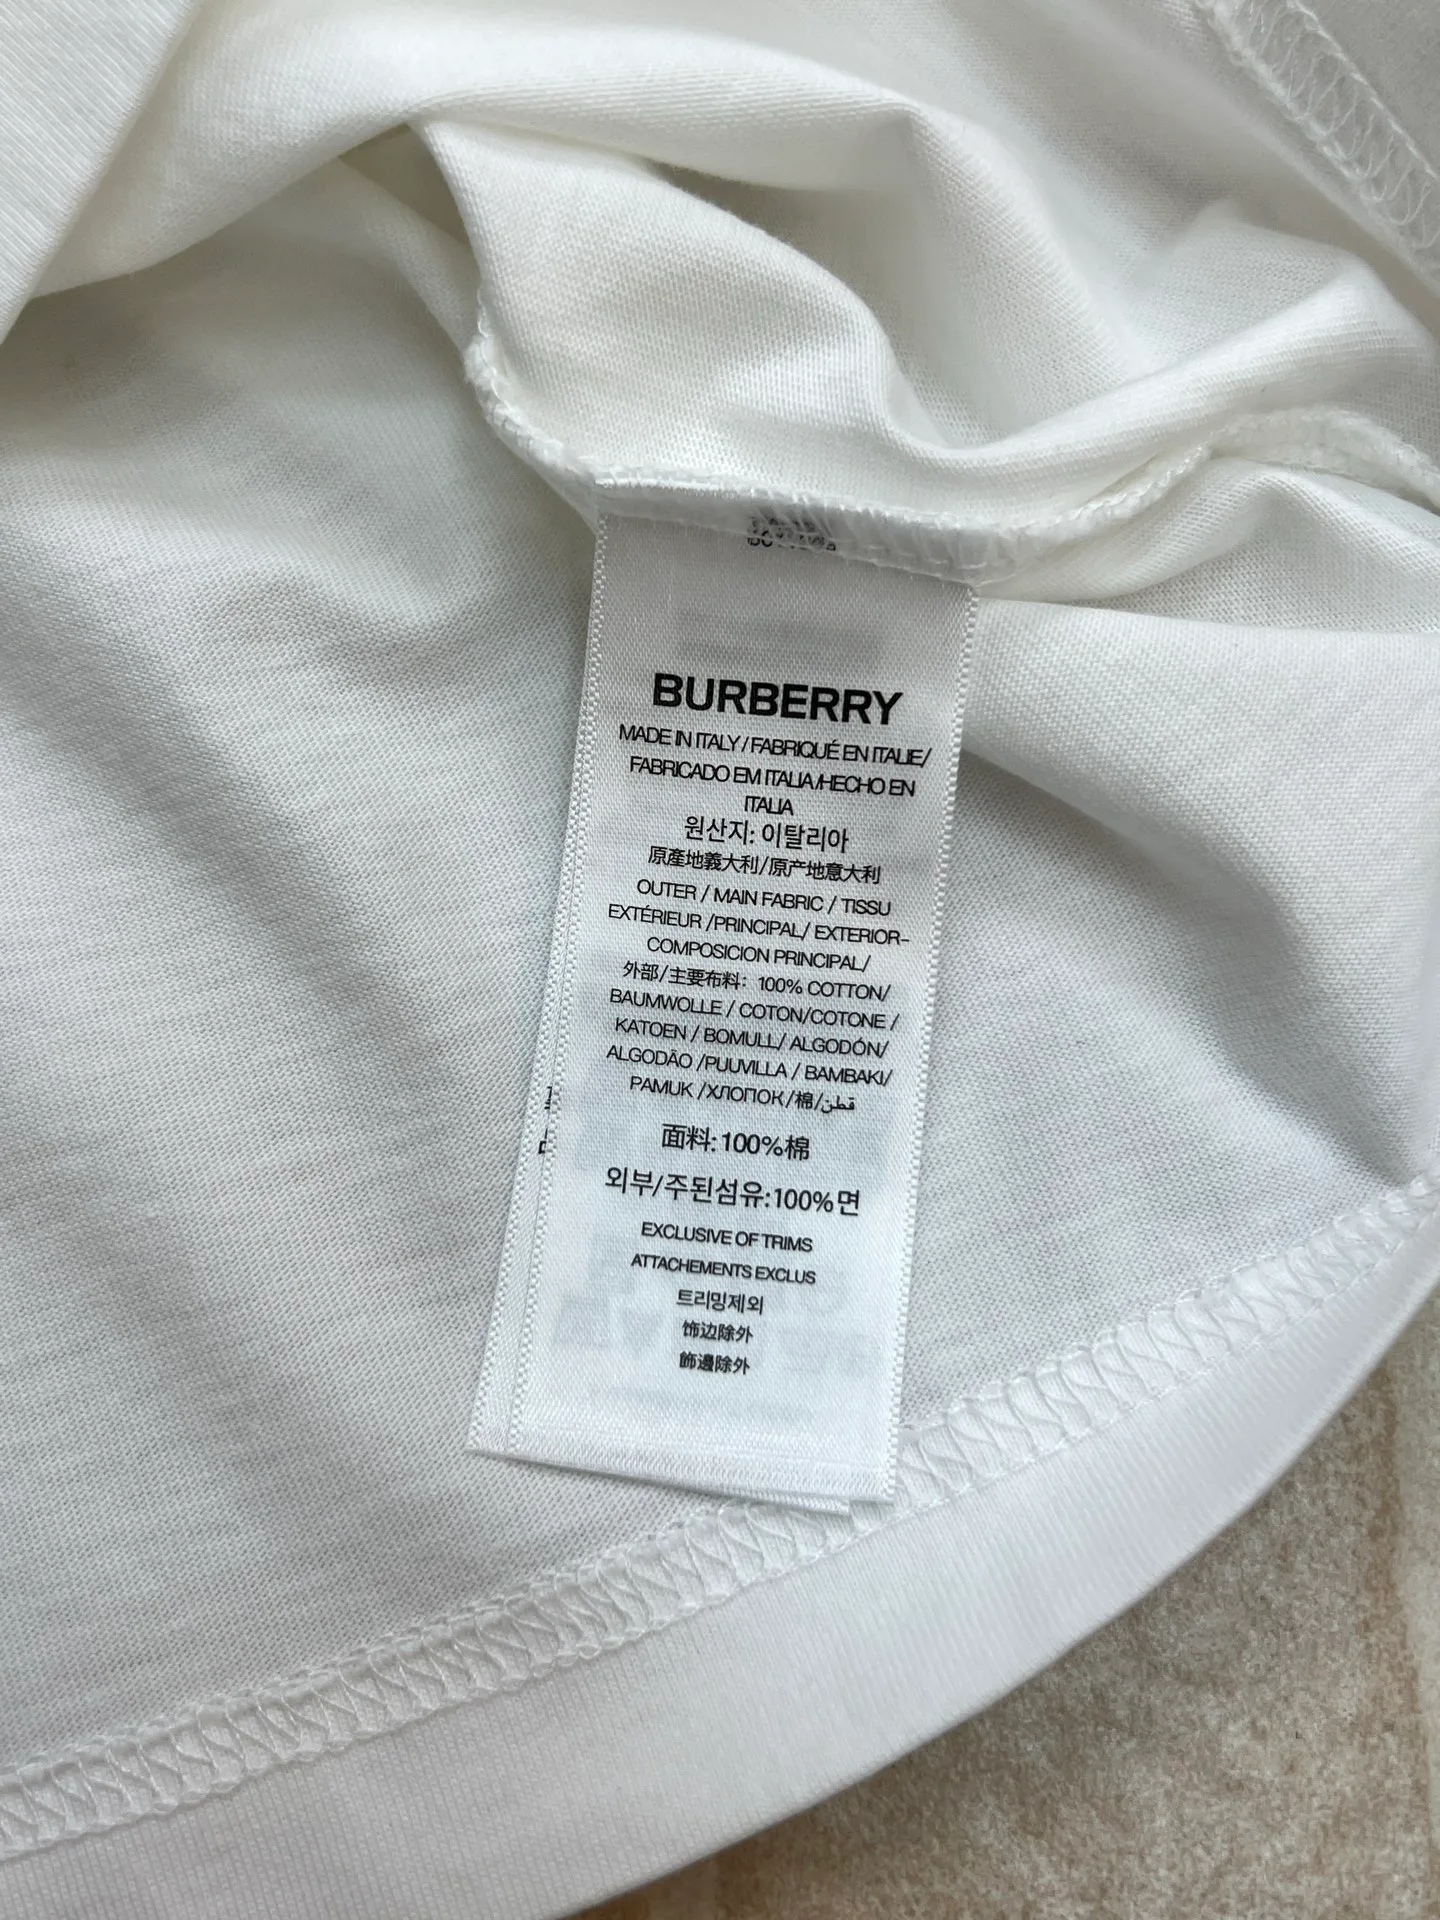 BURBERRY
MADE IN ITALY / FABRIQUÉ EN ITALIE/
FABRICADO EM ITALIA/HECHO EN
ITALIA
원산지: 이탈리아
原產地義大利/原产地意大利
OUTER / MAIN FABRIC / TISSU
EXTÉRIEUR /PRINCIPAL/ EXTERIOR-
COMPOSICION PRINCIPAL/
外部/主要布料: 100% COTTON/
BAUMWOLLE / COTON/COTONE /
KATOEN / BOMULL/ ALGODÓN/
ALGODÃO /PUUVILLA / BAMBAKI/
PAMUK /ХЛОПОК/棉/قطن
面料:100%棉
외부/주된섬유:100%면
EXCLUSIVE OF TRIMS
ATTACHEMENTS EXCLUS
트리밍제외
饰边除外
飾邊除外